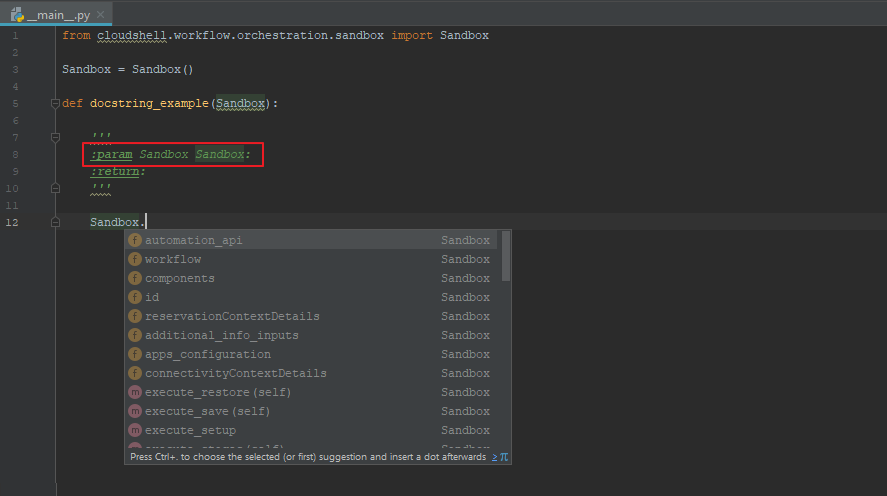 __main__.py
1 from cloudshell.workflow.orchestration.sandbox import Sandbox
2
3 Sandbox = Sandbox()
4
5 def docstring_example(Sandbox):
6
7 '''
8 :param Sandbox Sandbox:
9 :return:
10 '''
11
12 Sandbox.
f automation_api Sandbox
f workflow Sandbox
f components Sandbox
f id Sandbox
f reservationContextDetails Sandbox
f additional_info_inputs Sandbox
f apps_configuration Sandbox
f connectivityContextDetails Sandbox
m execute_restore(self) Sandbox
m execute_save(self) Sandbox
m execute_setup Sandbox
Press Ctrl+. to choose the selected (or first) suggestion and insert a dot afterwards ≥ π